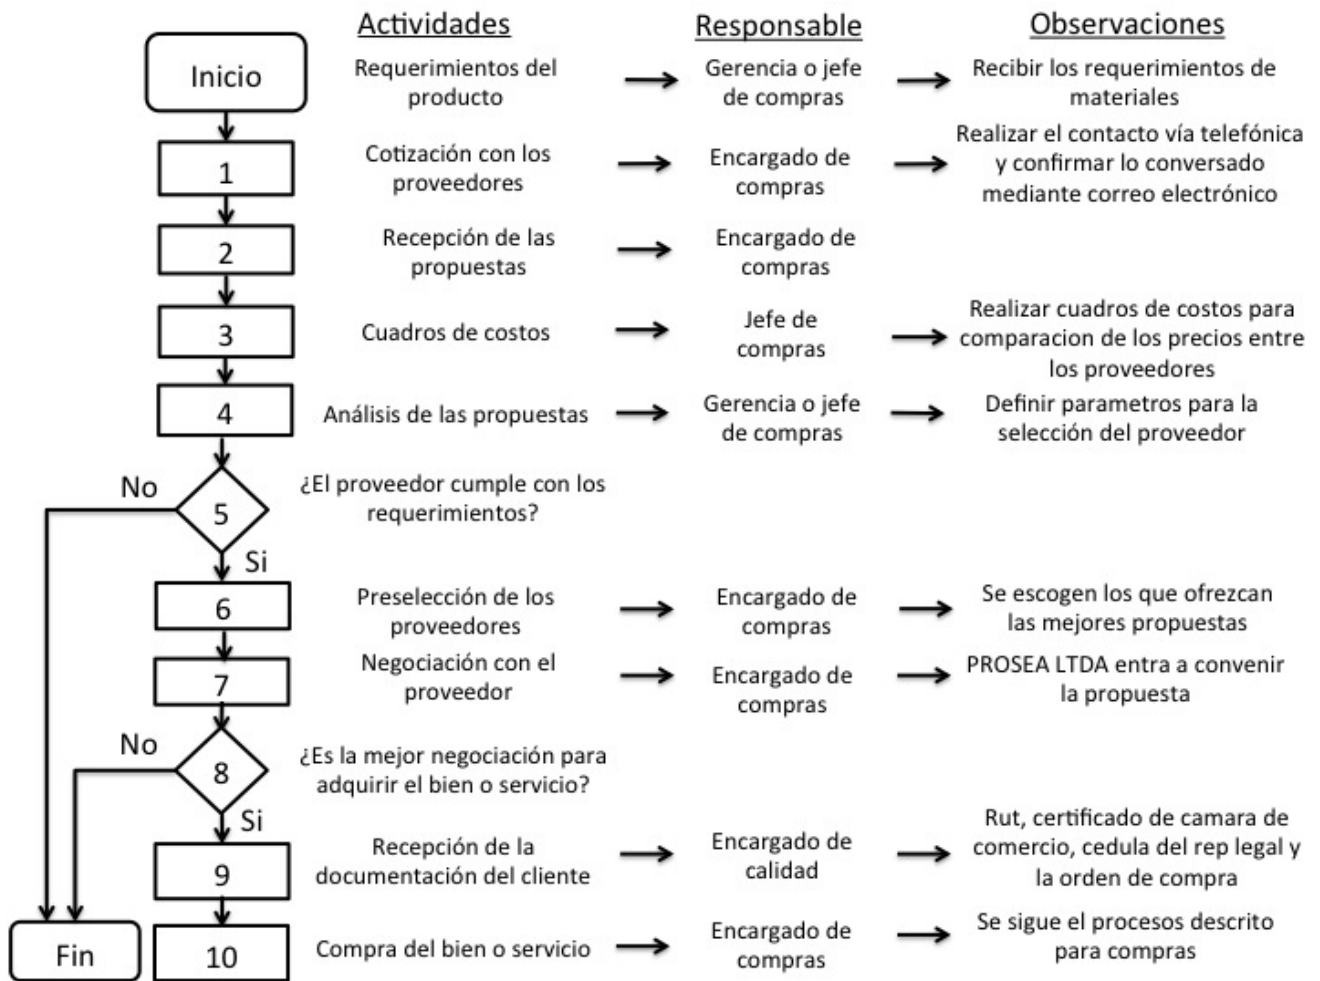 Actividades
Responsable
Observaciones
Inicio
Requerimientos del
producto
Gerencia o jefe
de compras
Recibir los requerimientos de
materiales
1
Cotización con los
proveedores
Encargado de
compras
Realizar el contacto vía telefónica
y confirmar lo conversado
mediante correo electrónico
2
Recepción de las
propuestas
Encargado de
compras
3
Cuadros de costos
Jefe de
compras
Realizar cuadros de costos para
comparacion de los precios entre
los proveedores
4
Análisis de las propuestas
Gerencia o jefe
de compras
Definir parametros para la
selección del proveedor
No
5
Si
¿El proveedor cumple con los
requerimientos?
6
Preselección de los
proveedores
Encargado de
compras
Se escogen los que ofrezcan
las mejores propuestas
7
Negociación con el
proveedor
Encargado de
compras
PROSEA LTDA entra a convenir
la propuesta
No
8
Si
¿Es la mejor negociación para
adquirir el bien o servicio?
9
Recepción de la
documentación del cliente
Encargado de
calidad
Rut, certificado de camara de
comercio, cedula del rep legal y
la orden de compra
Fin
10
Compra del bien o servicio
Encargado de
compras
Se sigue el procesos descrito
para compras